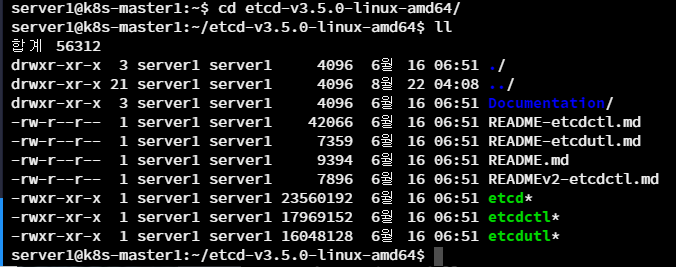 server1@k8s-master1:~$ cd etcd-v3.5.0-linux-amd64/
server1@k8s-master1:~/etcd-v3.5.0-linux-amd64$ ll
합계 56312
drwxr-xr-x  3 server1 server1     4096  6월 16 06:51 ./
drwxr-xr-x 21 server1 server1     4096  8월 22 04:08 ../
drwxr-xr-x  3 server1 server1     4096  6월 16 06:51 Documentation/
-rw-r--r--  1 server1 server1    42066  6월 16 06:51 README-etcdctl.md
-rw-r--r--  1 server1 server1     7359  6월 16 06:51 README-etcdutl.md
-rw-r--r--  1 server1 server1     9394  6월 16 06:51 README.md
-rw-r--r--  1 server1 server1     7896  6월 16 06:51 READMEv2-etcdctl.md
-rwxr-xr-x  1 server1 server1 23560192  6월 16 06:51 etcd*
-rwxr-xr-x  1 server1 server1 17969152  6월 16 06:51 etcdctl*
-rwxr-xr-x  1 server1 server1 16048128  6월 16 06:51 etcdutl*
server1@k8s-master1:~/etcd-v3.5.0-linux-amd64$